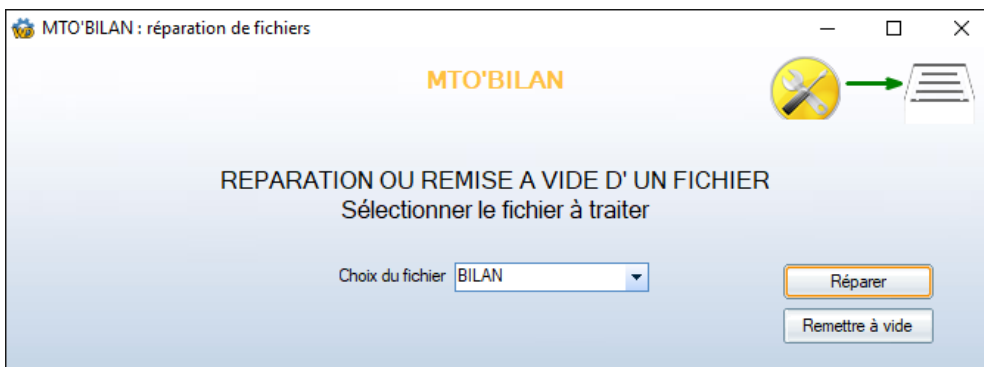 MTO'BILAN : réparation de fichiers
MTO'BILAN
REPARATION OU REMISE A VIDE D' UN FICHIER
Sélectionner le fichier à traiter
Choix du fichier BILAN
Réparer
Remettre à vide